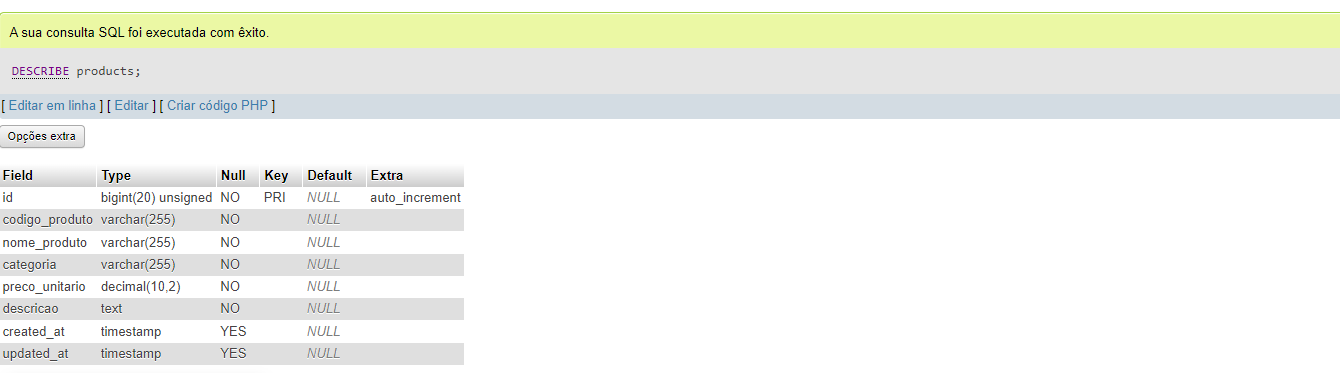 A sua consulta SQL foi executada com êxito.
DESCRIBE products;
[ Editar em linha ] [ Editar ] [ Criar código PHP ]
Opções extra
Field Type Null Key Default Extra
id bigint(20) unsigned NO PRI NULL auto_increment
codigo_produto varchar(255) NO NULL
nome_produto varchar(255) NO NULL
categoria varchar(255) NO NULL
preco_unitario decimal(10,2) NO NULL
descricao text NO NULL
created_at timestamp YES NULL
updated_at timestamp YES NULL